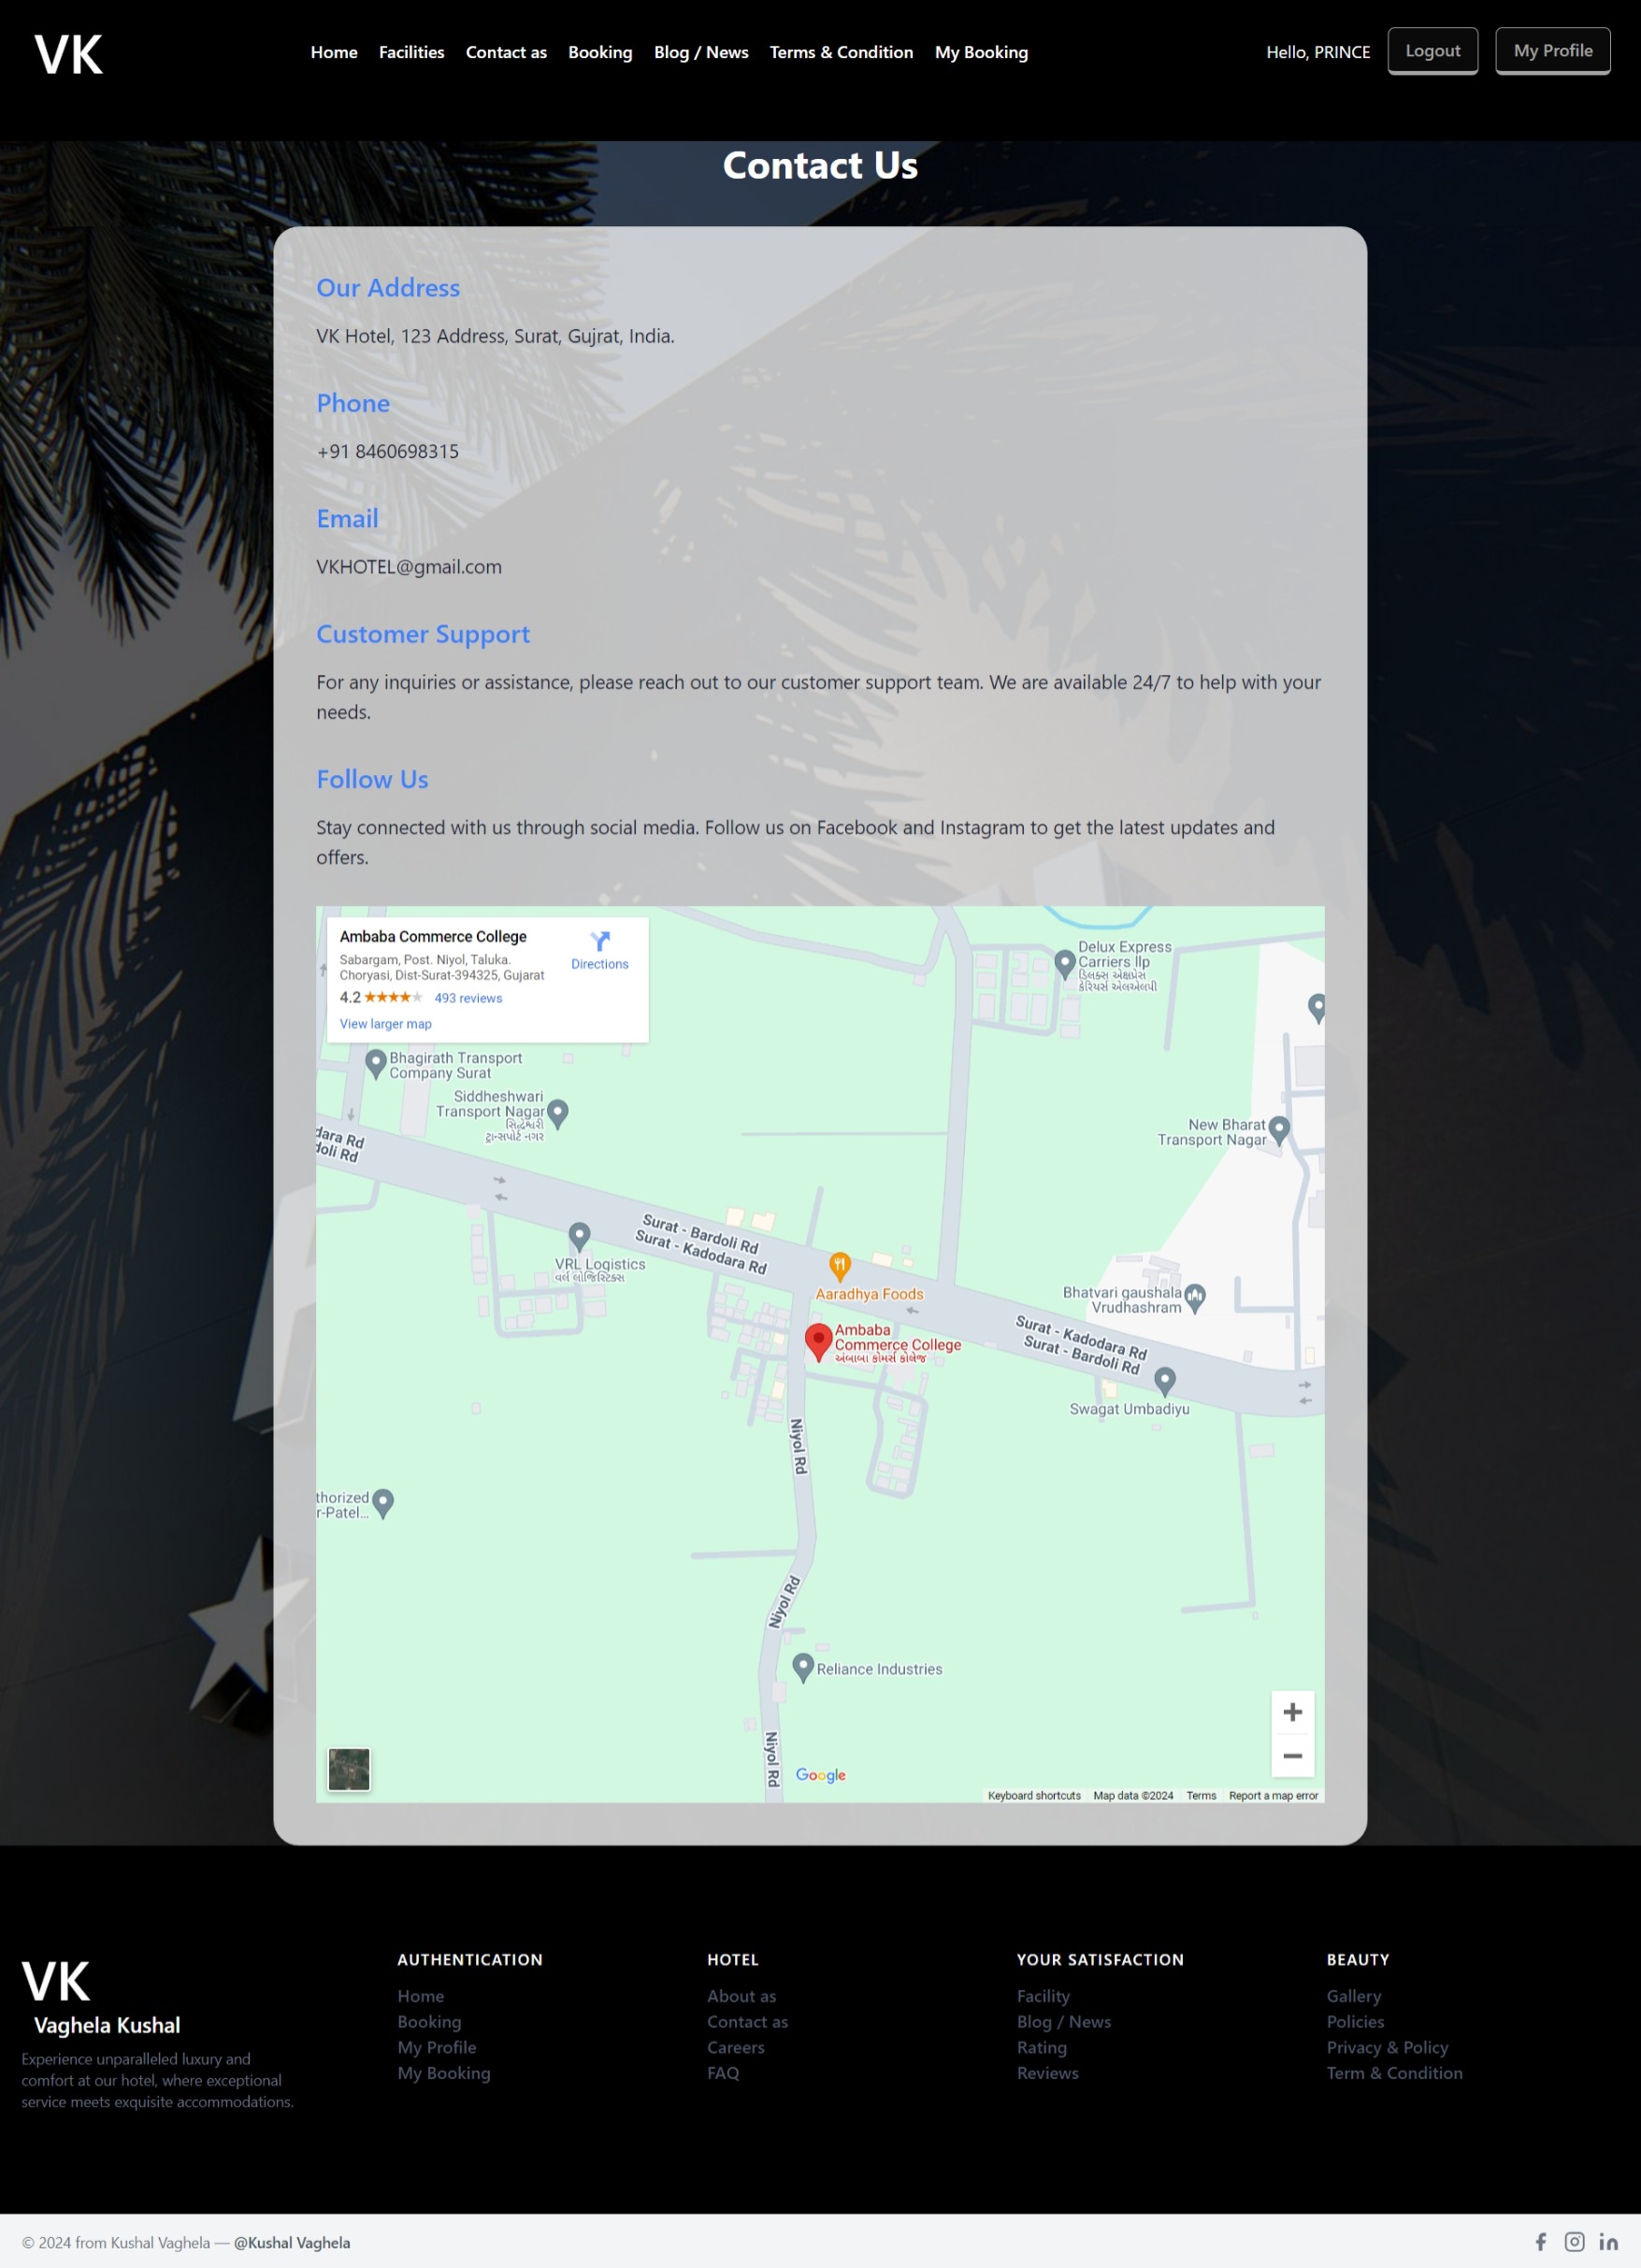 VK
Home Facilities Contact as Booking Blog / News Terms & Condition My Booking
Hello, PRINCE Logout My Profile
Contact Us
Our Address
VK Hotel, 123 Address, Surat, Gujrat, India.
Phone
+91 8460698315
Email
VKHOTEL@gmail.com
Customer Support
For any inquiries or assistance, please reach out to our customer support team. We are available 24/7 to help with your
needs.
Follow Us
Stay connected with us through social media. Follow us on Facebook and Instagram to get the latest updates and
offers.
Ambaba Commerce College
Sabargam, Post. Niyol, Taluka.
Choryasi, Dist-Surat-394325, Gujarat
4.2
493 reviews
View larger map
Directions
Delux Express
Carriers llp
ડિલક્સ એક્ષપ્રેસ
કેરિયર્સ એલએલપી
Bhagirath Transport
Company Surat
Siddheshwari
Transport Nagar
સિદ્ધેશ્વરી
ટ્રાન્સપોર્ટ નગર
New Bharat
Transport Nagar
dara Rd
doli Rd
Surat - Bardoli Rd
Surat - Kadodara Rd
VRL Logistics
વર્લ લોજિસ્ટિક્સ
Aaradhya Foods
Bhatvari gaushala
Vrudhashram
Ambaba
Commerce College
અંબાબા કોમર્સ કોલેજ
Surat - Kadodara Rd
Surat - Bardoli Rd
Swagat Umbadiyu
Niyol Rd
thorized
r-Patel...
Niyol Rd
Reliance Industries
Niyol Rd
Google
Keyboard shortcuts Map data ©2024 Terms Report a map error
VK
Vaghela Kushal
Experience unparalleled luxury and
comfort at our hotel, where exceptional
service meets exquisite accommodations.
AUTHENTICATION
Home
Booking
My Profile
My Booking
HOTEL
About as
Contact as
Careers
FAQ
YOUR SATISFACTION
Facility
Blog / News
Rating
Reviews
BEAUTY
Gallery
Policies
Privacy & Policy
Term & Condition
© 2024 from Kushal Vaghela — @Kushal Vaghela